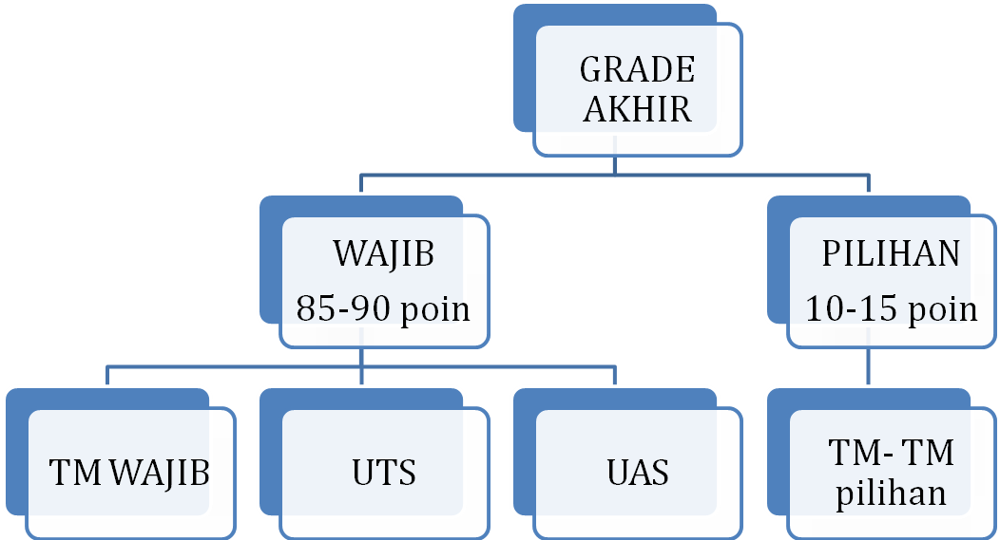 GRADE
AKHIR
WAJIB
85-90 poin
PILIHAN
10-15 poin
TM WAJIB
UTS
UAS
TM- TM
pilihan